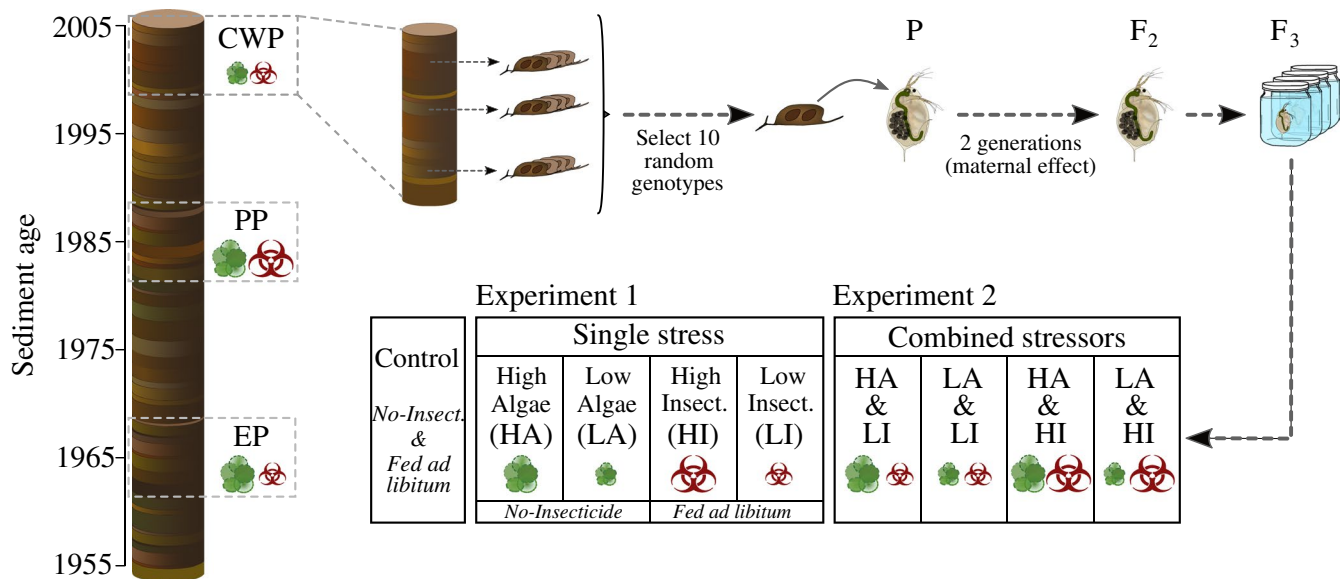 2005
1995
1985
1975
1965
1955
Sediment age
CWP
PP
EP
Select 10
random
genotypes
P
2 generations
(maternal effect)
F2
F3
Experiment 1
Experiment 2
Control
No-Insect.
&
Fed ad
libitum
Single stress
High
Algae
(HA)
Low
Algae
(LA)
High
Insect.
(HI)
Low
Insect.
(LI)
No-Insecticide
Fed ad libitum
Combined stressors
HA
&
LI
LA
&
LI
HA
&
HI
LA
&
HI